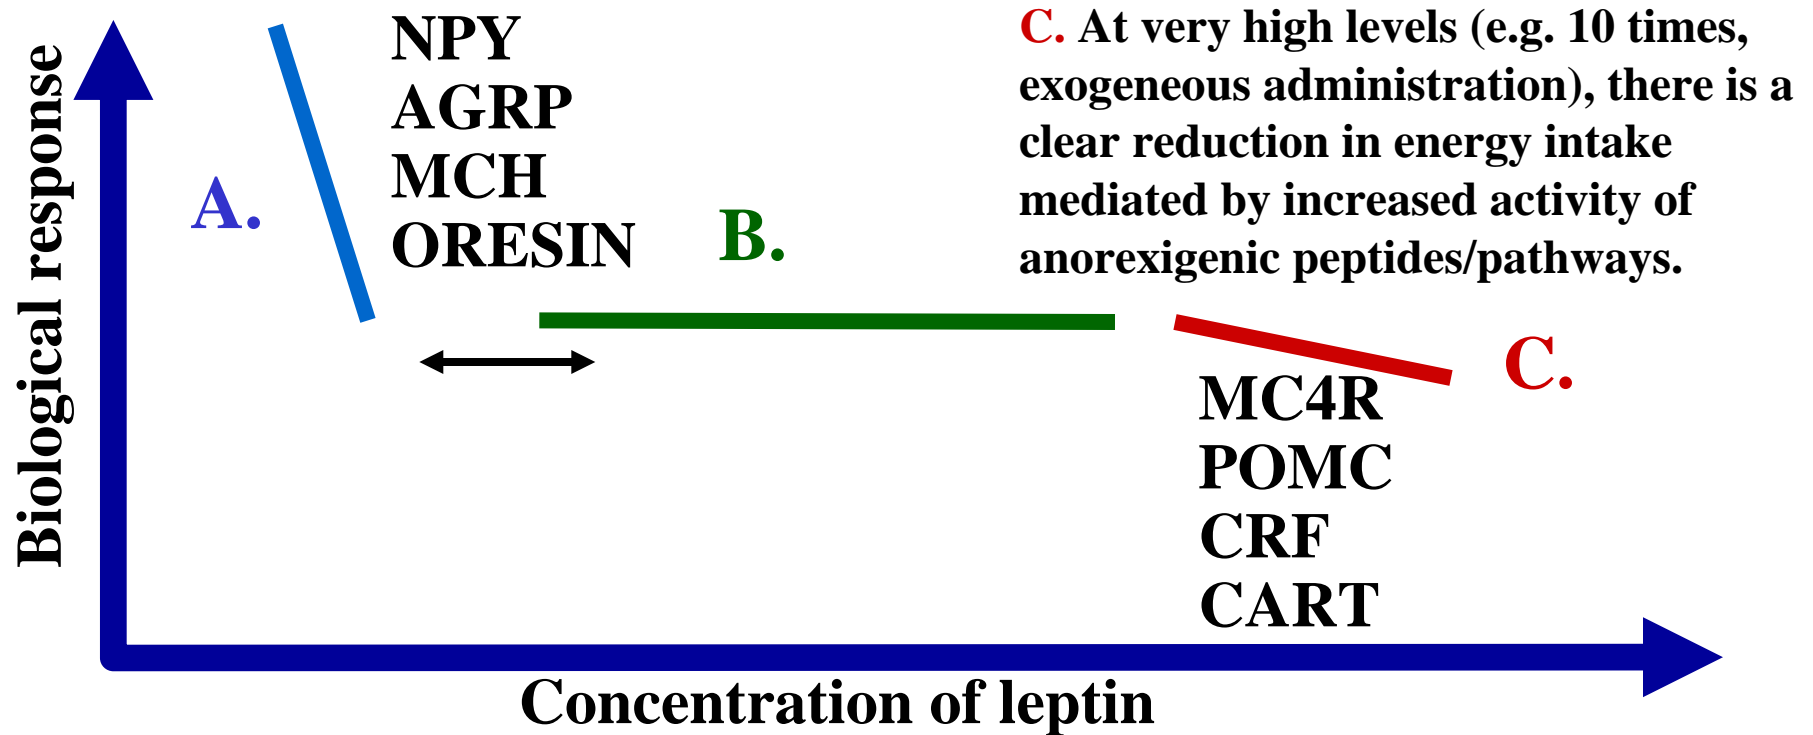 Biological response
A.
NPY
AGRP
MCH
ORESIN
B.
C. At very high levels (e.g. 10 times,
exogeneous administration), there is a
clear reduction in energy intake
mediated by increased activity of
anorexigenic peptides/pathways.
C.
MC4R
POMC
CRF
CART
Concentration of leptin